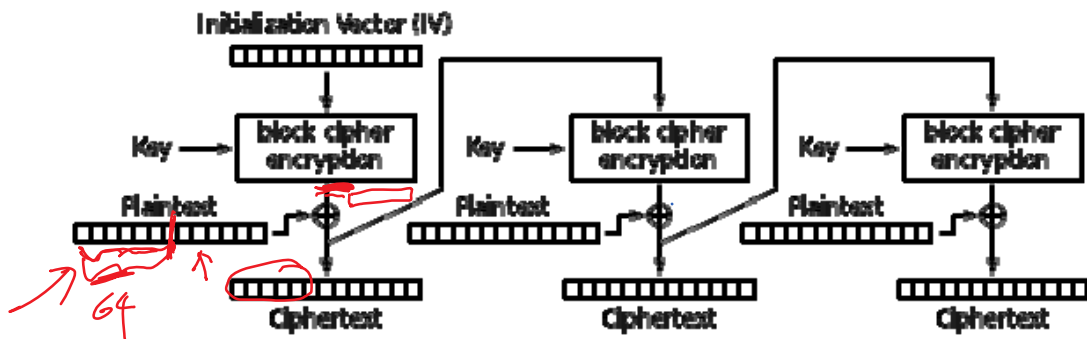 Initialization Vector (IV)
Key
block cipher
encryption
Key
block cipher
encryption
Key
block cipher
encryption
Plaintext
Plaintext
Plaintext
64
Ciphertext
Ciphertext
Ciphertext